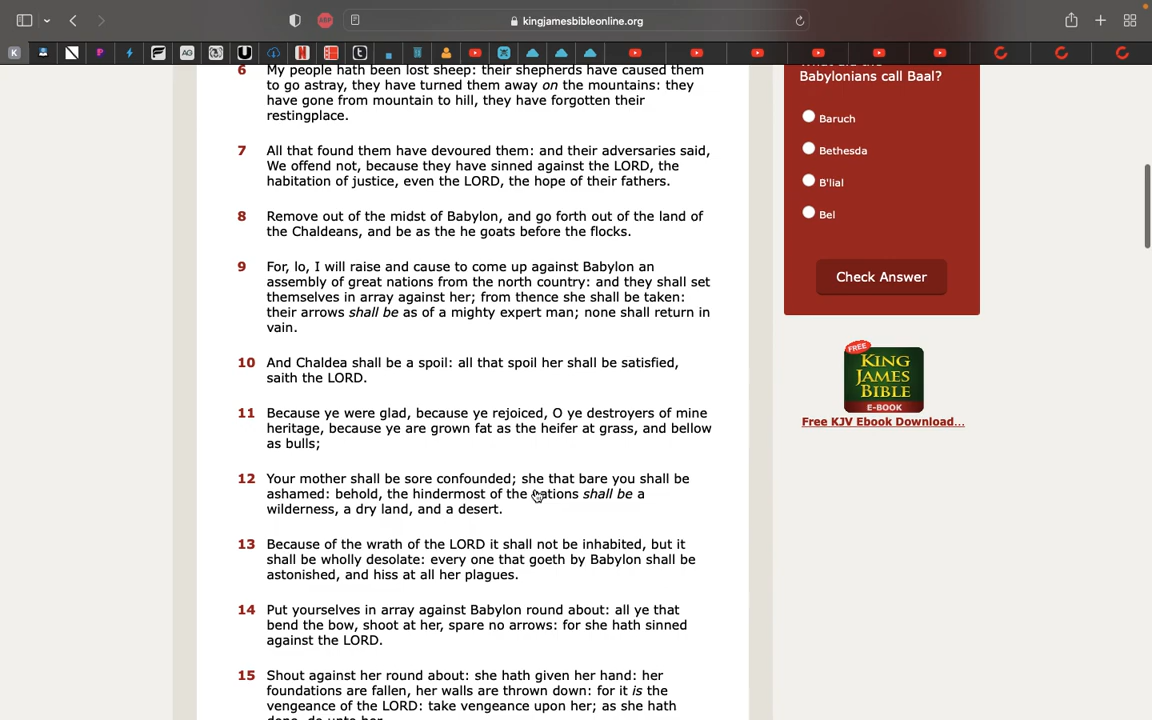 kingjamesbibleonline.org
ABP
K
P
AG
U
N
t
6 My people hath been lost sheep: their shepherds have caused them
to go astray, they have turned them away on the mountains: they
have gone from mountain to hill, they have forgotten their
restingplace.
7 All that found them have devoured them: and their adversaries said,
We offend not, because they have sinned against the LORD, the
habitation of justice, even the LORD, the hope of their fathers.
8 Remove out of the midst of Babylon, and go forth out of the land of
the Chaldeans, and be as the he goats before the flocks.
9 For, lo, I will raise and cause to come up against Babylon an
assembly of great nations from the north country: and they shall set
themselves in array against her; from thence she shall be taken:
their arrows shall be as of a mighty expert man; none shall return in
vain.
10 And Chaldea shall be a spoil: all that spoil her shall be satisfied,
saith the LORD.
11 Because ye were glad, because ye rejoiced, O ye destroyers of mine
heritage, because ye are grown fat as the heifer at grass, and bellow
as bulls;
12 Your mother shall be sore confounded; she that bare you shall be
ashamed: behold, the hindermost of the nations shall be a
wilderness, a dry land, and a desert.
13 Because of the wrath of the LORD it shall not be inhabited, but it
shall be wholly desolate: every one that goeth by Babylon shall be
astonished, and hiss at all her plagues.
14 Put yourselves in array against Babylon round about: all ye that
bend the bow, shoot at her, spare no arrows: for she hath sinned
against the LORD.
15 Shout against her round about: she hath given her hand: her
foundations are fallen, her walls are thrown down: for it is the
vengeance of the LORD: take vengeance upon her; as she hath
done, do unto her.
What did the
Babylonians call Baal?
Baruch
Bethesda
B'lial
Bel
Check Answer
FREE
KING
JAMES
BIBLE
E-BOOK
Free KJV Ebook Download...